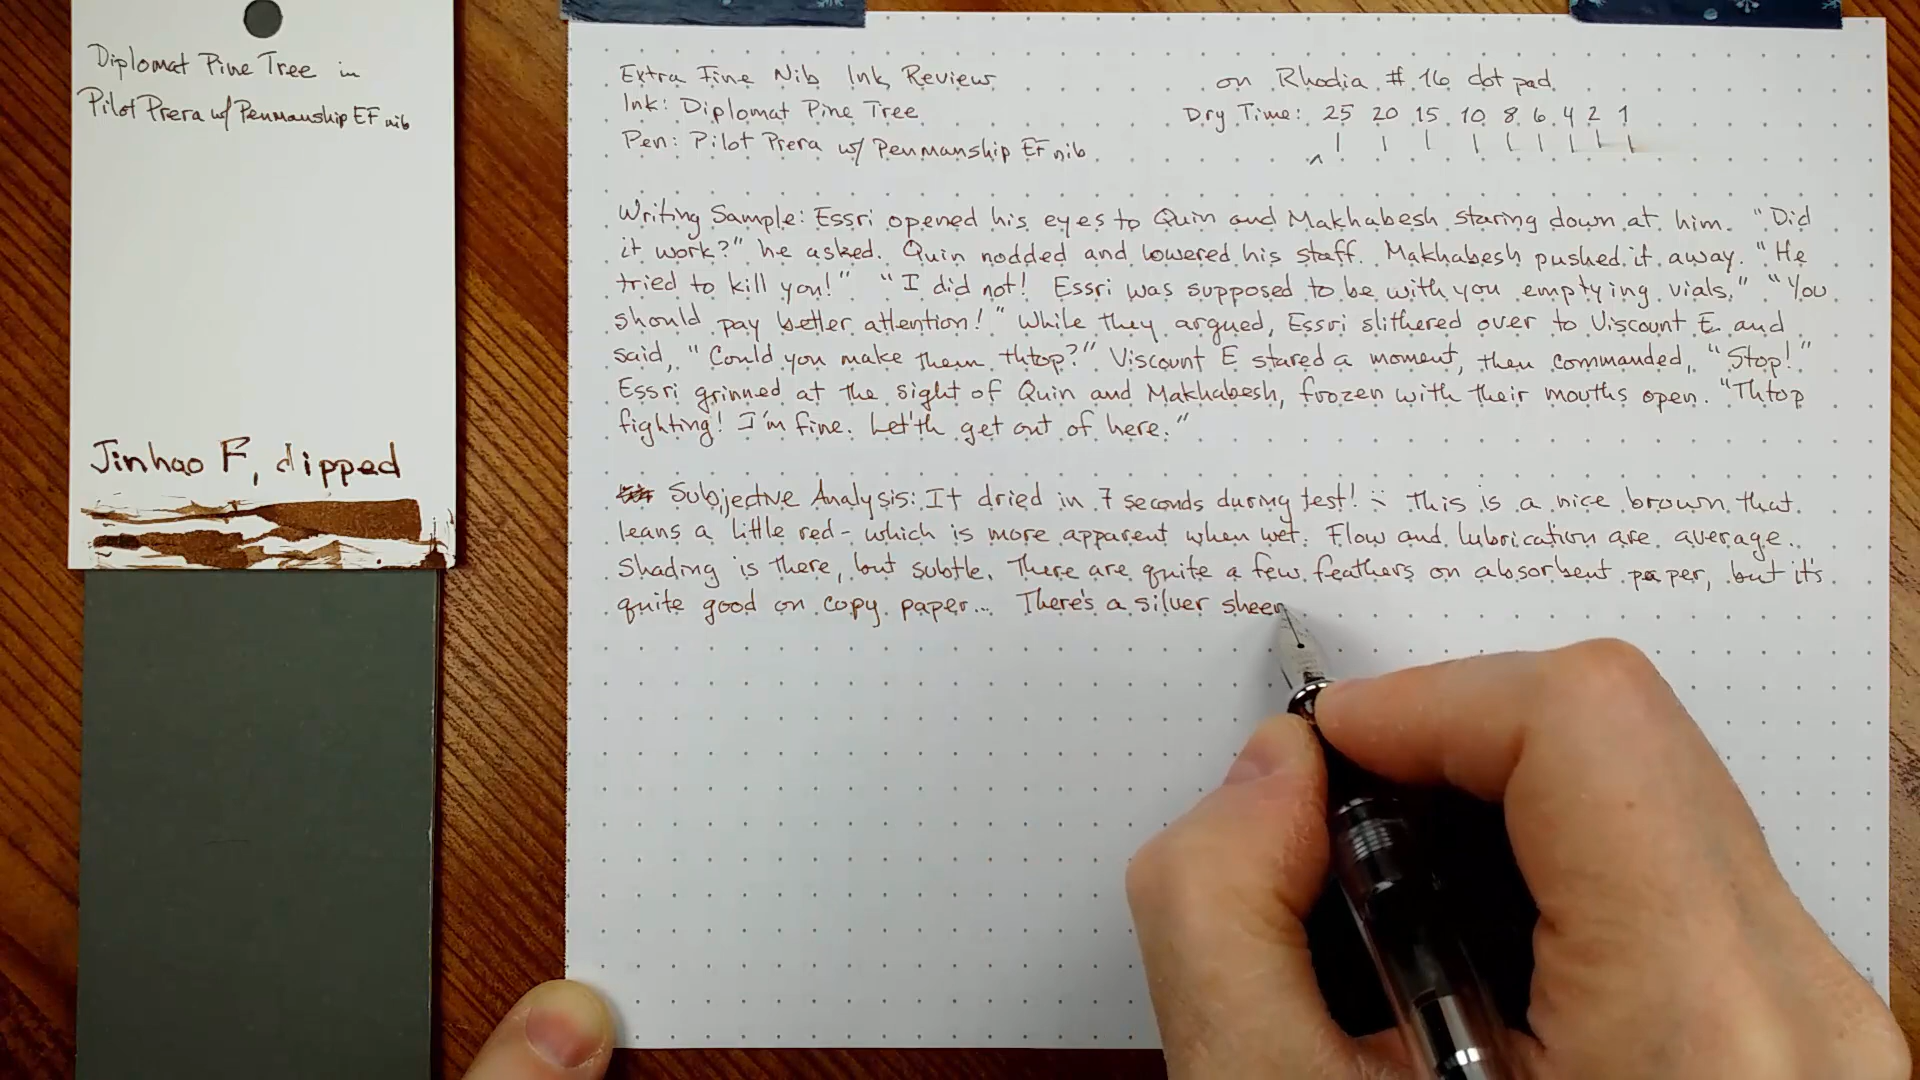 Diplomat Pine Tree in
Pilot Prera w/ Penmanship EF nib
Jinhao F, dipped
Extra Fine Nib Ink Review
on Rhodia # 16 dot pad
Ink: Diplomat Pine Tree
Dry Time: 25 20 15 10 8 6 4 2 1
Pen: Pilot Prera w/ Penmanship EF nib
Writing Sample: Essri opened his eyes to Quin and Makhabesh staring down at him. "Did
it work?" he asked. Quin nodded and lowered his staff. Makhabesh pushed it away. "He
tried to kill you!" "I did not! Essri was supposed to be with you emptying vials." "You
should pay better attention!" While they argued, Essri slithered over to Viscount E and
said, "Could you make them thtop?" Viscount E stared a moment, then commanded, "Stop!"
Essri grinned at the sight of Quin and Makhabesh, frozen with their mouths open. "Thtop
fighting! I'm fine. Let'th get out of here."
Subjective Analysis: It dried in 7 seconds during test! :) This is a nice brown that
leans a little red - which is more apparent when wet. Flow and lubrication are average.
Shading is there, but subtle. There are quite a few feathers on absorbent paper, but it's
quite good on copy paper... There's a silver sheen